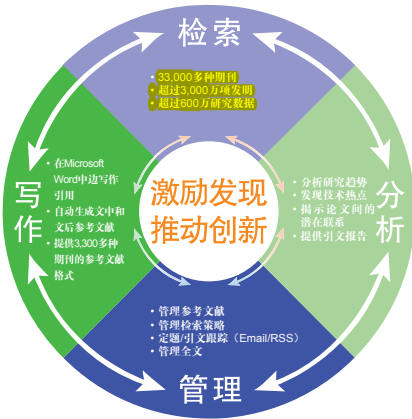 检索
• 33,000多种期刊
• 超过3,000万项发明
• 超过600万研究数据
写
作
• 在Microsoft
Word中边写作
引用
• 自动生成文中和
文后参考文献
• 提供3,300多种
期刊的参考文献
格式
激励发现
推动创新
• 分析研究趋势
• 发现技术热点
• 揭示论文间的
潜在联系
• 提供引文报告
分
析
• 管理参考文献
• 管理检索策略
• 定题/引文跟踪（Email/RSS）
• 管理全文
管理